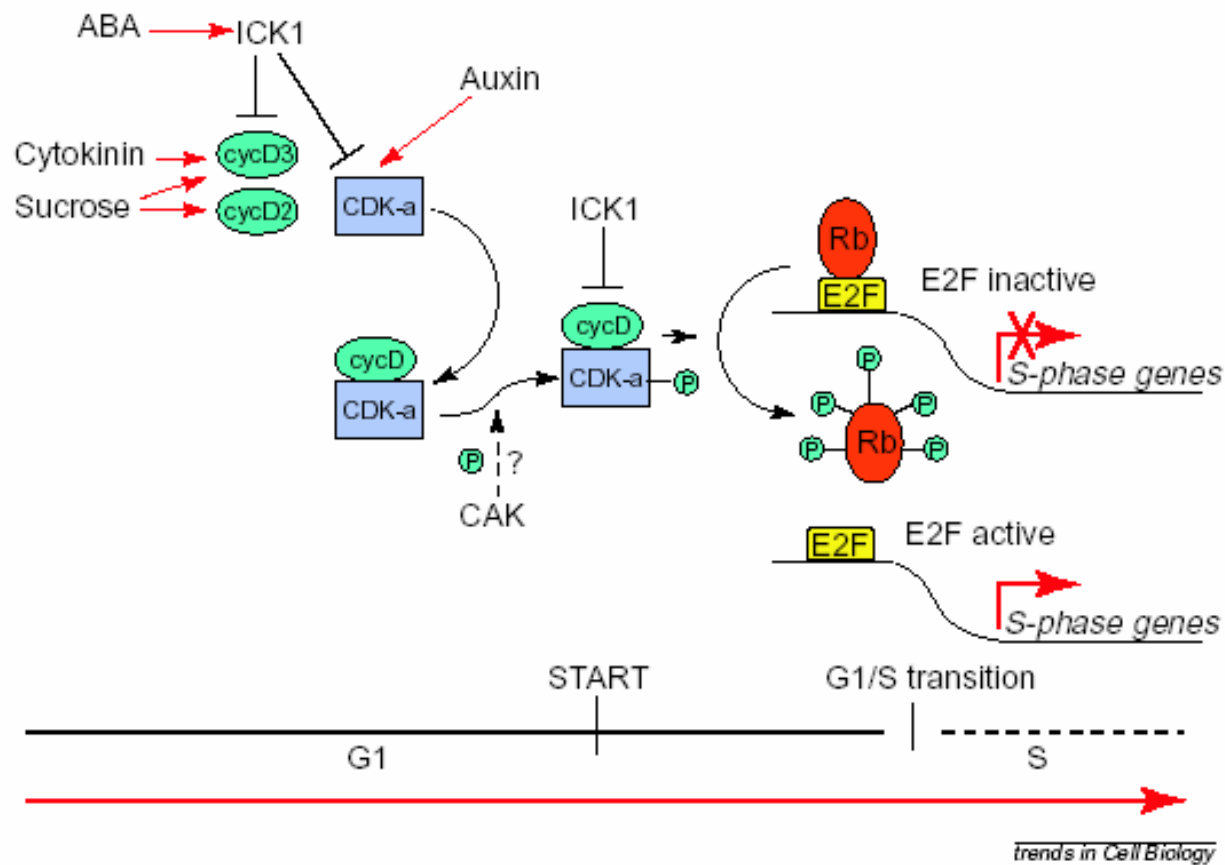 ABA
ICK1
Auxin
Cytokinin
cycD3
Sucrose
cycD2
CDK-a
ICK1
Rb
E2F
E2F inactive
S-phase genes
cycD
CDK-a
P
cycD
CDK-a
P
?
CAK
P
P
P
P
P
Rb
E2F
E2F active
S-phase genes
START
G1/S transition
G1
S
trends in Cell Biology